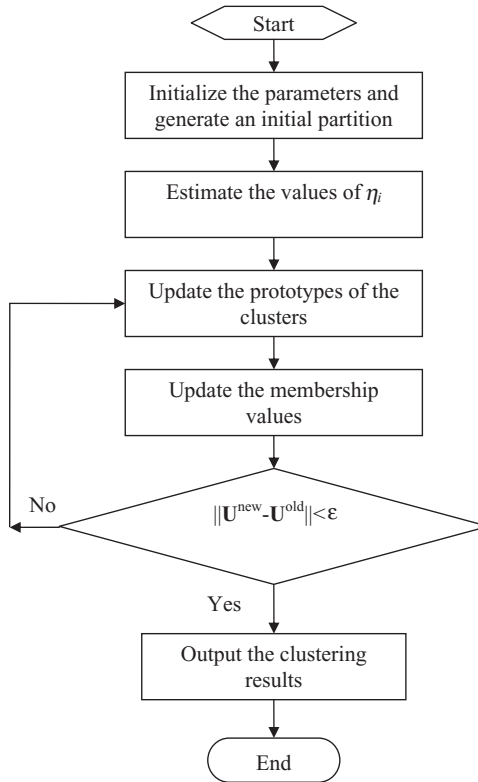 Start
Initialize the parameters and
generate an initial partition
Estimate the values of ηi
Update the prototypes of the
clusters
Update the membership
values
No
||Unew-Uold||<ε
Yes
Output the clustering
results
End